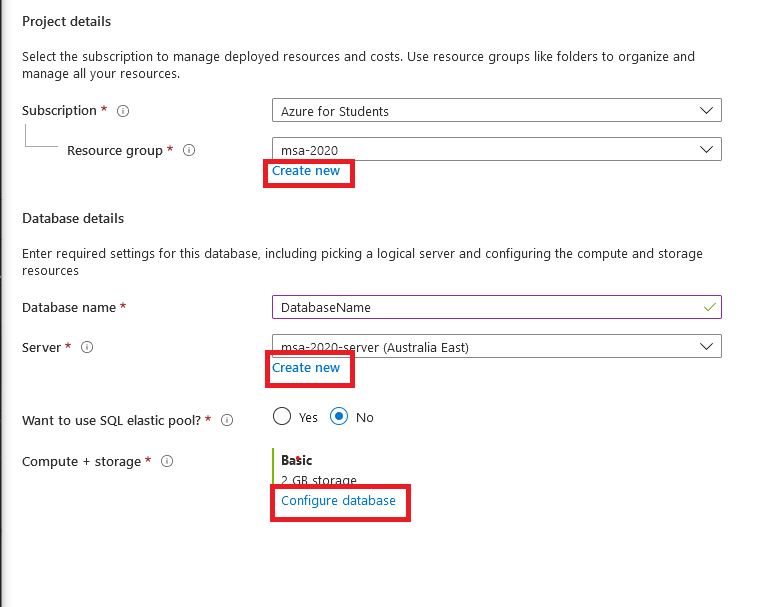 Project details
Select the subscription to manage deployed resources and costs. Use resource groups like folders to organize and
manage all your resources.
Subscription *
Azure for Students
Resource group *
msa-2020
Create new
Database details
Enter required settings for this database, including picking a logical server and configuring the compute and storage
resources
Database name *
DatabaseName
Server *
msa-2020-server (Australia East)
Create new
Want to use SQL elastic pool? *
Yes
No
Compute + storage *
Basic
2 GB storage
Configure database